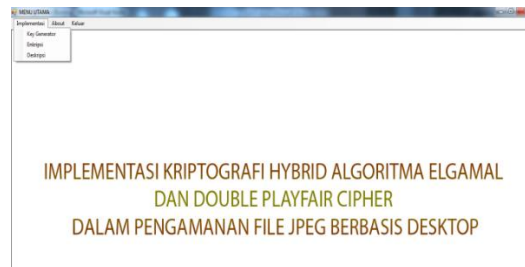 MENU UTAMA
Implementasi About Keluar
Key Generator
Enkripsi
Deskripsi
IMPLEMENTASI KRIPTOGRAFI HYBRID ALGORITMA ELGAMAL
DAN DOUBLE PLAYFAIR CIPHER
DALAM PENGAMANAN FILE JPEG BERBASIS DESKTOP